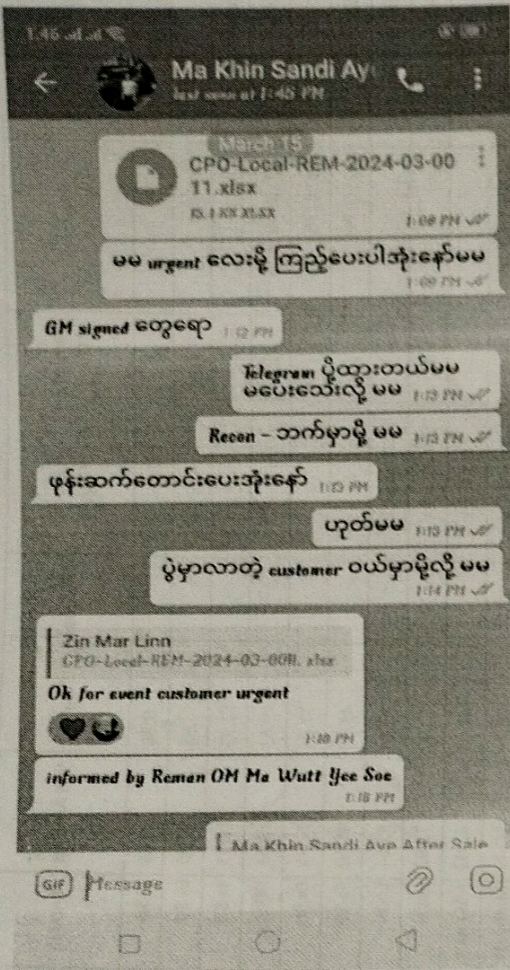 1:46
Ma Khin Sandi Ay
last seen at 1:45 PM
March 15
CPO-Local-REM-2024-03-00
11.xlsx
1:08 PM
မမ urgent လေးမို့ ကြည့်ပေးပါအုံးနော်မမ
1:09 PM
GM signed တွေရော 1:12 PM
Telegram ပို့ထားတယ်မမ
မပေးသေးလို့ မမ 1:13 PM
Recon - ဘက်မှာမို့ မမ 1:13 PM
ဖုန်းဆက်တောင်းပေးအုံးနော် 1:13 PM
ဟုတ်မမ 1:13 PM
ပွဲမှာလာတဲ့ customer ဝယ်မှာမို့လို့ မမ
1:14 PM
Zin Mar Linn
CPO-Local-REM-2024-03-0011.xlsx
Ok for event customer urgent
1:18 PM
informed by Reman OM Ma Wutt Yee Soe
1:18 PM
Ma Khin Sandi Aye After Sale
GIF Message